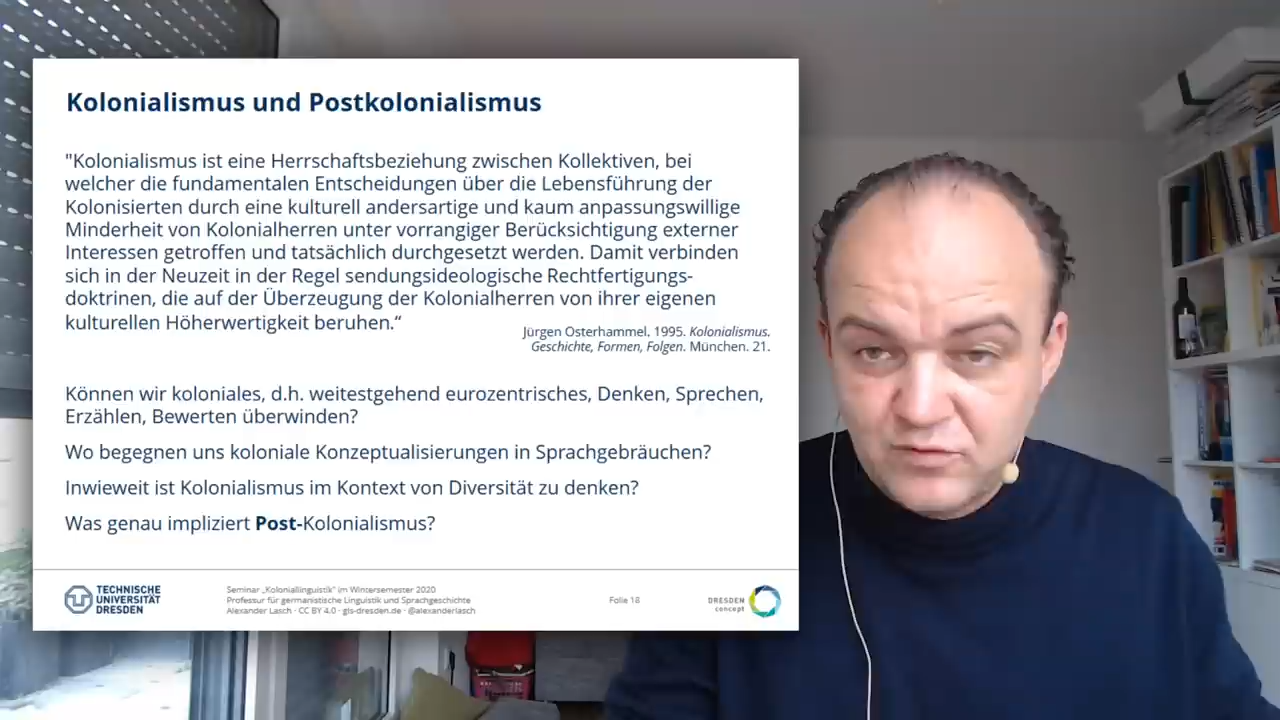 Kolonialismus und Postkolonialismus
"Kolonialismus ist eine Herrschaftsbeziehung zwischen Kollektiven, bei
welcher die fundamentalen Entscheidungen über die Lebensführung der
Kolonisierten durch eine kulturell andersartige und kaum anpassungswillige
Minderheit von Kolonialherren unter vorrangiger Berücksichtigung externer
Interessen getroffen und tatsächlich durchgesetzt werden. Damit verbinden
sich in der Neuzeit in der Regel sendungsideologische Rechtfertigungs-
doktrinen, die auf der Überzeugung der Kolonialherren von ihrer eigenen
kulturellen Höherwertigkeit beruhen.“
Jürgen Osterhammel. 1995. Kolonialismus.
Geschichte, Formen, Folgen. München. 21.
Können wir koloniales, d.h. weitestgehend eurozentrisches, Denken, Sprechen,
Erzählen, Bewerten überwinden?
Wo begegnen uns koloniale Konzeptualisierungen in Sprachgebräuchen?
Inwieweit ist Kolonialismus im Kontext von Diversität zu denken?
Was genau impliziert Post-Kolonialismus?
TECHNISCHE
UNIVERSITÄT
DRESDEN
Seminar „Koloniallinguistik“ im Wintersemester 2020
Professur für germanistische Linguistik und Sprachgeschichte
Alexander Lasch · CC BY 4.0 · gls-dresden.de · @alexanderlasch
Folie 18
DRESDEN
concept